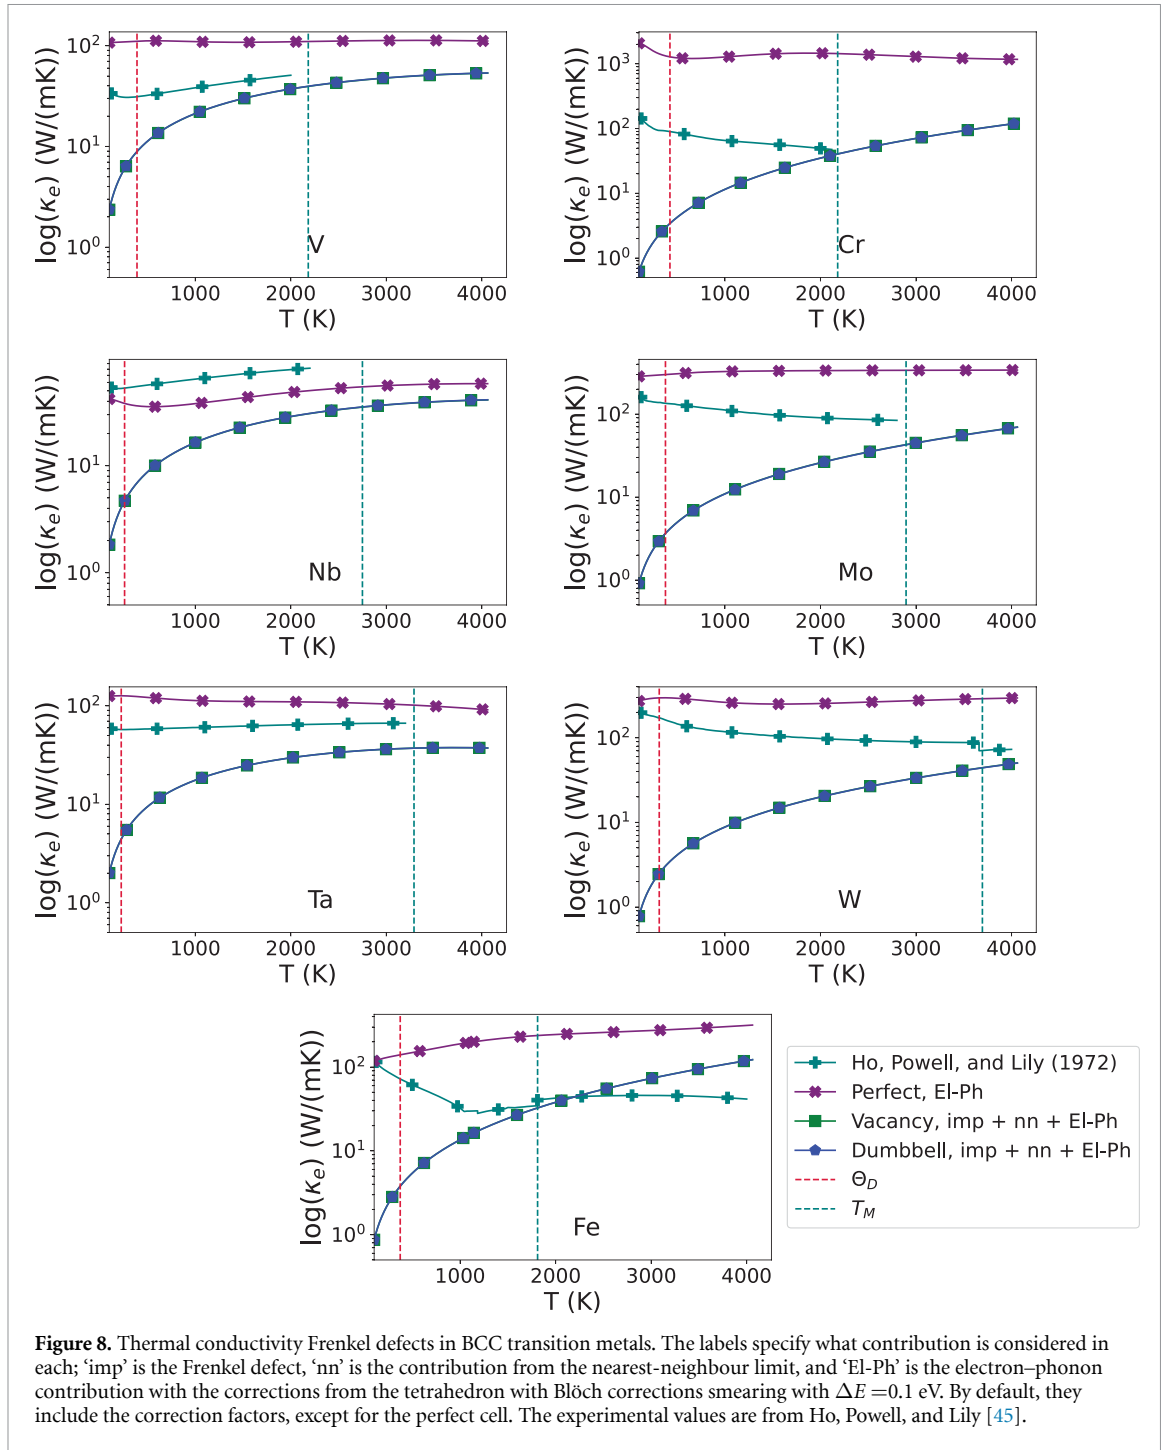 log(κₑ) (W/(mK))
10²
10¹
10⁰
V
1000 2000 3000 4000
T (K)
log(κₑ) (W/(mK))
10³
10²
10¹
10⁰
Cr
1000 2000 3000 4000
T (K)
log(κₑ) (W/(mK))
10¹
10⁰
Nb
1000 2000 3000 4000
T (K)
log(κₑ) (W/(mK))
10²
10¹
10⁰
Mo
1000 2000 3000 4000
T (K)
log(κₑ) (W/(mK))
10²
10¹
10⁰
Ta
1000 2000 3000 4000
T (K)
log(κₑ) (W/(mK))
10²
10¹
10⁰
W
1000 2000 3000 4000
T (K)
log(κₑ) (W/(mK))
10²
10¹
10⁰
Fe
1000 2000 3000 4000
T (K)
Ho, Powell, and Lily (1972)
Perfect, El-Ph
Vacancy, imp + nn + El-Ph
Dumbbell, imp + nn + El-Ph
Θ_D
T_M
Figure 8. Thermal conductivity Frenkel defects in BCC transition metals. The labels specify what contribution is considered in
each; ‘imp’ is the Frenkel defect, ‘nn’ is the contribution from the nearest-neighbour limit, and ‘El-Ph’ is the electron–phonon
contribution with the corrections from the tetrahedron with Blöch corrections smearing with ΔE =0.1 eV. By default, they
include the correction factors, except for the perfect cell. The experimental values are from Ho, Powell, and Lily [45].